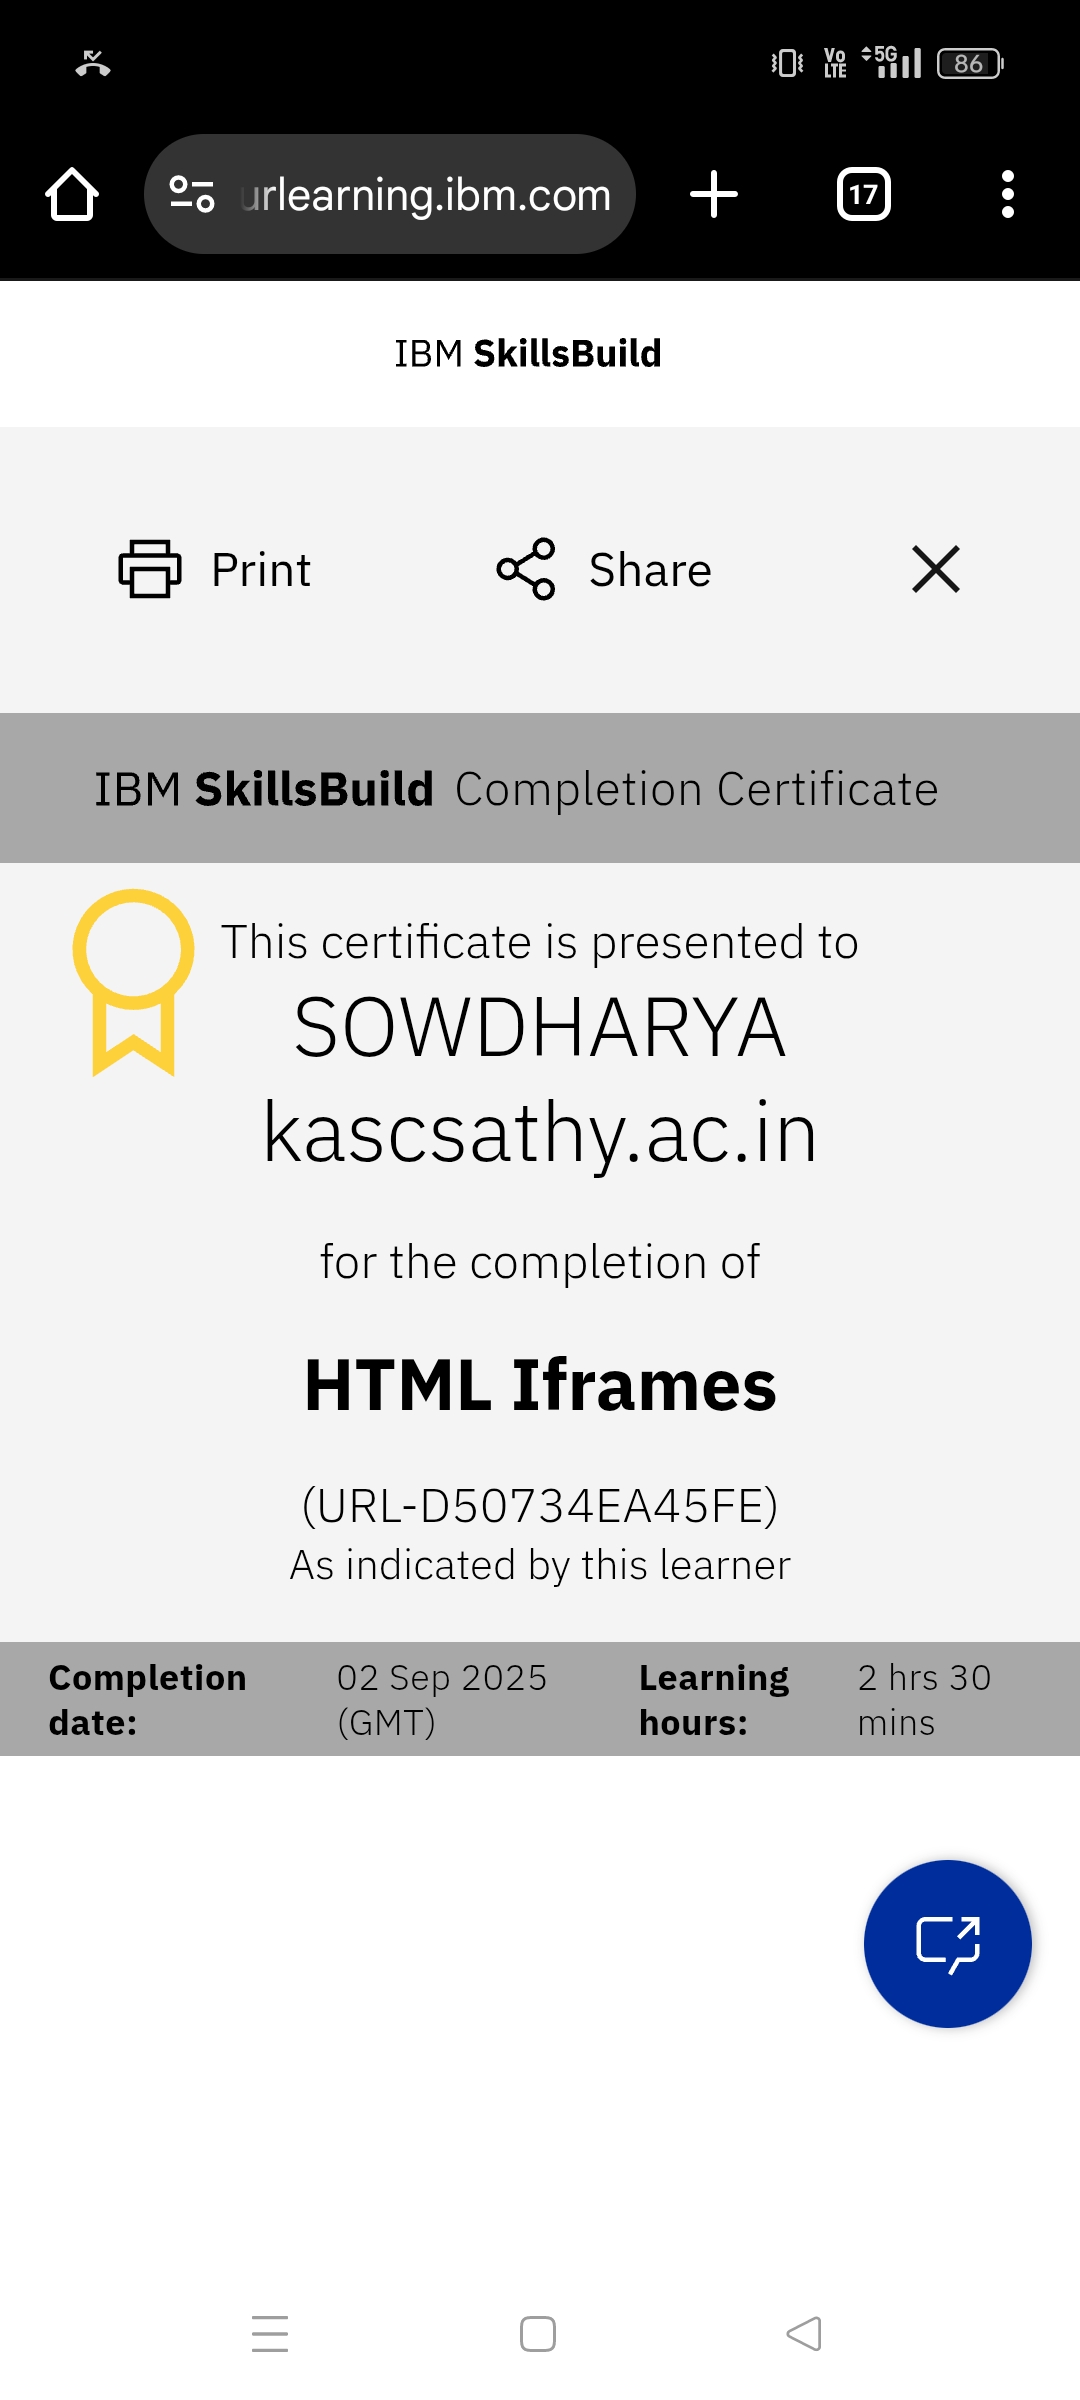 Vo
LTE
5G
86
urlearning.ibm.com
17
IBM SkillsBuild
Print
Share
IBM SkillsBuild Completion Certificate
This certificate is presented to
SOWDHARYA
kascsathy.ac.in
for the completion of
HTML Iframes
(URL-D50734EA45FE)
As indicated by this learner
Completion date: 02 Sep 2025 (GMT) Learning hours: 2 hrs 30 mins